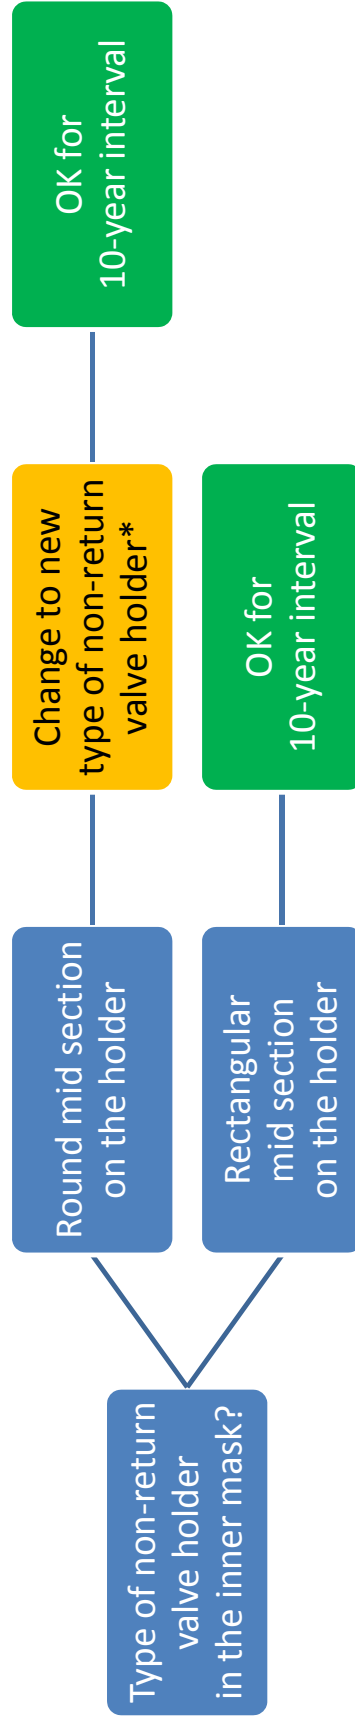 Type of non-return
valve holder
in the inner mask?
Round mid section
on the holder
Change to new
type of non-return
valve holder*
OK for
10-year interval
Rectangular
mid section
on the holder
OK for
10-year interval